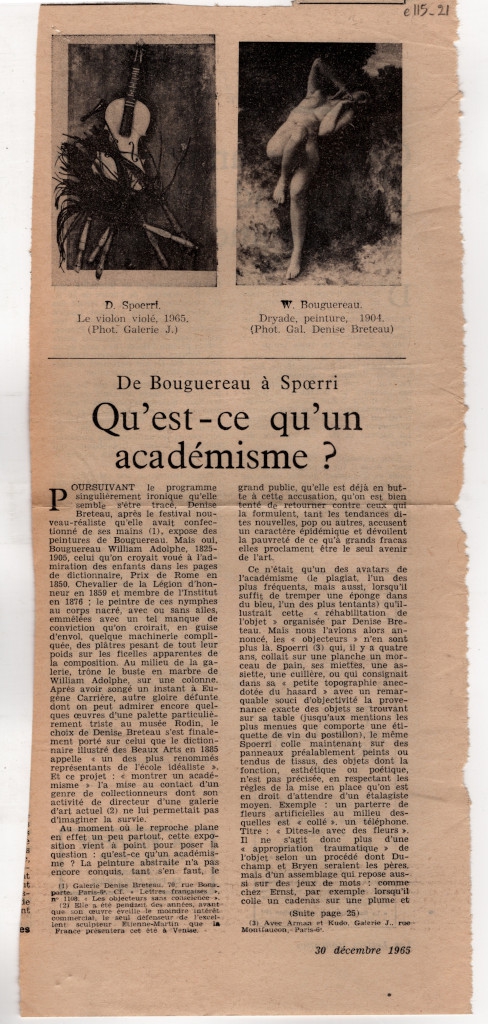 c115_21
D. Spoerri.
Le violon violé, 1965.
(Phot. Galerie J.)
W. Bouguereau.
Dryade, peinture, 1904.
(Phot. Gal. Denise Breteau)
De Bouguereau à Spœrri
Qu'est-ce qu'un
académisme ?
POURSUIVANT le programme
singulièrement ironique qu'elle
semble s'être tracé, Denise
Breteau, après le festival nou-
veau-réaliste qu'elle avait confec-
tionné de ses mains (1), expose des
peintures de Bouguereau. Mais oui,
Bouguereau William Adolphe, 1825-
1905, celui qu'on croyait voué à l'ad-
miration des enfants dans les pages
de dictionnaire, Prix de Rome en
1850. Chevalier de la Légion d'hon-
neur en 1859 et membre de l'Institut
en 1876 ; le peintre de ces nymphes
au corps nacré, avec ou sans ailes,
emmêlées avec un tel manque de
conviction qu'on croirait, en guise
d'envol, quelque machinerie compli-
quée, des plâtres pesant de tout leur
poids sur les ficelles apparentes de
la composition. Au milieu de la ga-
lerie, trône le buste en marbre de
William Adolphe, sur une colonne.
Après avoir songé un instant à Eu-
gène Carrière, autre gloire défunte
dont on peut admirer encore quel-
ques œuvres d'une palette particuliè-
rement triste au musée Rodin, le
choix de Denise Breteau s'est finale-
ment porté sur celui que le diction-
naire illustré des Beaux Arts en 1885
appelle « un des plus renommés
représentants de l'école idéaliste ».
Et ce projet : « montrer un acadé-
misme » l'a mise au contact d'un
genre de collectionneurs dont son
activité de directeur d'une galerie
d'art actuel (2) ne lui permettait pas
d'imaginer la survie.
Au moment où le reproche plane
en effet un peu partout, cette expo-
sition vient à point pour poser la
question : qu'est-ce qu'un académis-
me ? La peinture abstraite n'a pas
encore conquis, tant s'en faut, le
(1) Galerie Denise Breteau, 70, rue Bona-
parte, Paris-6e. Cf. « Lettres françaises »,
n° 1103. « Les objecteurs sans conscience ».
(2) Elle a été pendant des années, avant
que son œuvre éveille le moindre intérêt
commercial, le seul défenseur de l'excel-
lent sculpteur Etienne-Martin que la
France présentera cet été à Venise.
grand public, qu'elle est déjà en but-
te à cette accusation, qu'on est bien
tenté de retourner contre ceux qui
la formulent, tant les tendances di-
tes nouvelles, pop ou autres, accusent
un caractère épidémique et dévoilent
la pauvreté de ce qu'à grands fracas
elles proclament être le seul avenir
de l'art.
Ce n'était qu'un des avatars de
l'académisme (le plagiat, l'un des
plus fréquents, mais aussi, lorsqu'il
suffit de tremper une éponge dans
du bleu, l'un des plus tentants) qu'il-
lustrait cette « réhabilitation de
l'objet » organisée par Denise Bre-
teau. Mais nous l'avions alors an-
noncé, les « objecteurs » n'en sont
plus là. Spoerri (3) qui, il y a quatre
ans, collait sur une planche un mor-
ceau de pain, ses miettes, une as-
siette, une cuillère, ou qui consignait
dans sa « petite topographie anec-
dotée du hasard » avec un remar-
quable souci d'objectivité la prove-
nance exacte des objets se trouvant
sur sa table (jusqu'aux mentions les
plus menues que comporte une éti-
quette de vin du postillon), le même
Spoerri colle maintenant sur des
panneaux préalablement peints ou
tendus de tissus, des objets dont la
fonction, esthétique ou poétique,
n'est pas précisée, en respectant les
règles de la mise en place qu'on est
en droit d'attendre d'un étalagiste
moyen. Exemple : un parterre de
fleurs artificielles au milieu des-
quelles est « collé ». un téléphone.
Titre : « Dites-le avec des fleurs ».
Il ne s'agit donc plus d'une
« appropriation traumatique » de
l'objet selon un procédé dont Du-
champ et Bryen seraient les pères,
mais d'un assemblage qui repose aus-
si sur des jeux de mots : comme
chez Ernst, par exemple lorsqu'il
colle un cadenas sur une plume et
(Suite page 25)
(3) Avec Arman et Kudo, Galerie J., rue
Montfaucon, Paris-6e.
30 décembre 1965